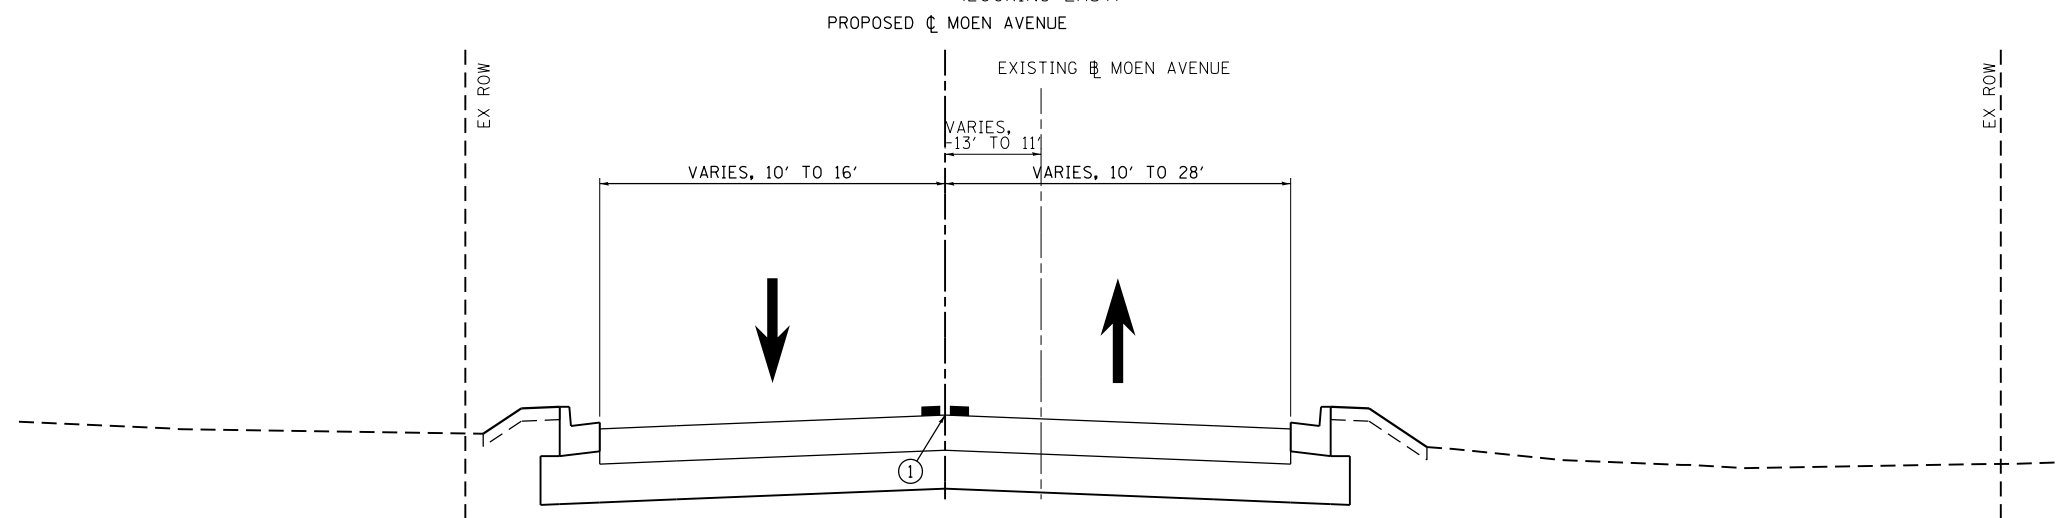 PROPOSED ℄ MOEN AVENUE
EXISTING B̲L MOEN AVENUE
EX ROW
EX ROW
VARIES,
-13' TO 11'
VARIES, 10' TO 16'
VARIES, 10' TO 28'
1